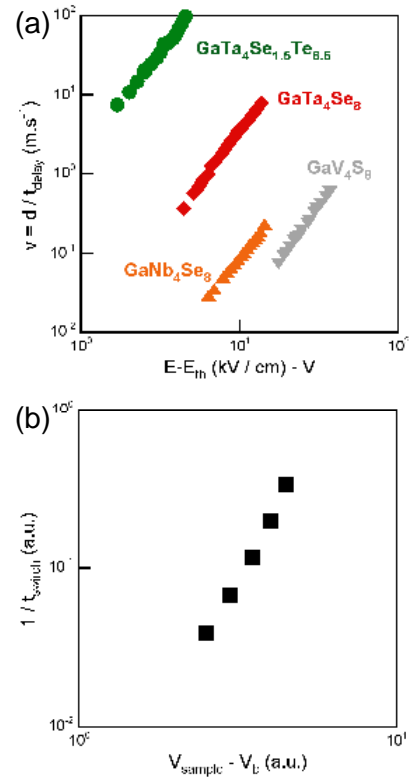 (a)
10²
GaTa₄Se₁.₅Te₆.₅
v = d / t_delay (m.s⁻¹)
10¹
GaTa₄Se₈
10⁰
GaV₄S₈
10⁻¹
GaNb₄Se₈
10⁻²
10⁰
10¹
E-E_th (kV / cm) - V
(b)
10⁰
1 / t_switch (a.u.)
10⁻¹
10⁻²
10⁰
10¹
V_sample - V_b (a.u.)